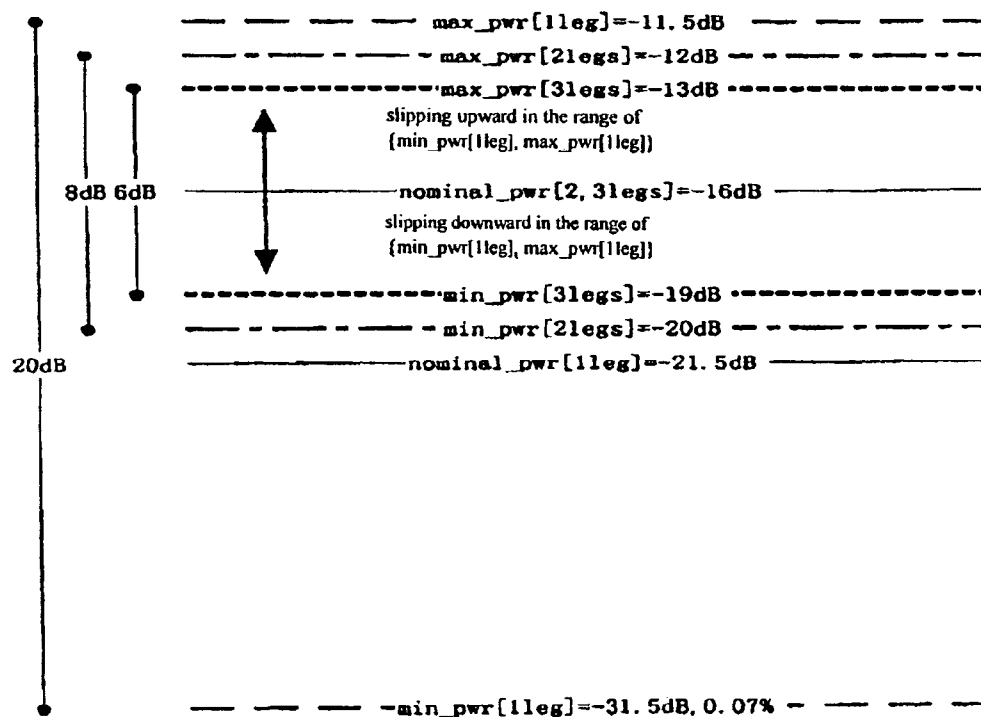 max_pwr[1leg]=-11.5dB
max_pwr[2legs]=-12dB
max_pwr[3legs]=-13dB
slipping upward in the range of
{min_pwr[1leg], max_pwr[1leg]}
8dB 6dB
nominal_pwr[2, 3legs]=-16dB
slipping downward in the range of
{min_pwr[1leg], max_pwr[1leg]}
min_pwr[3legs]=-19dB
min_pwr[2legs]=-20dB
20dB
nominal_pwr[1leg]=-21.5dB
min_pwr[1leg]=-31.5dB, 0.07%